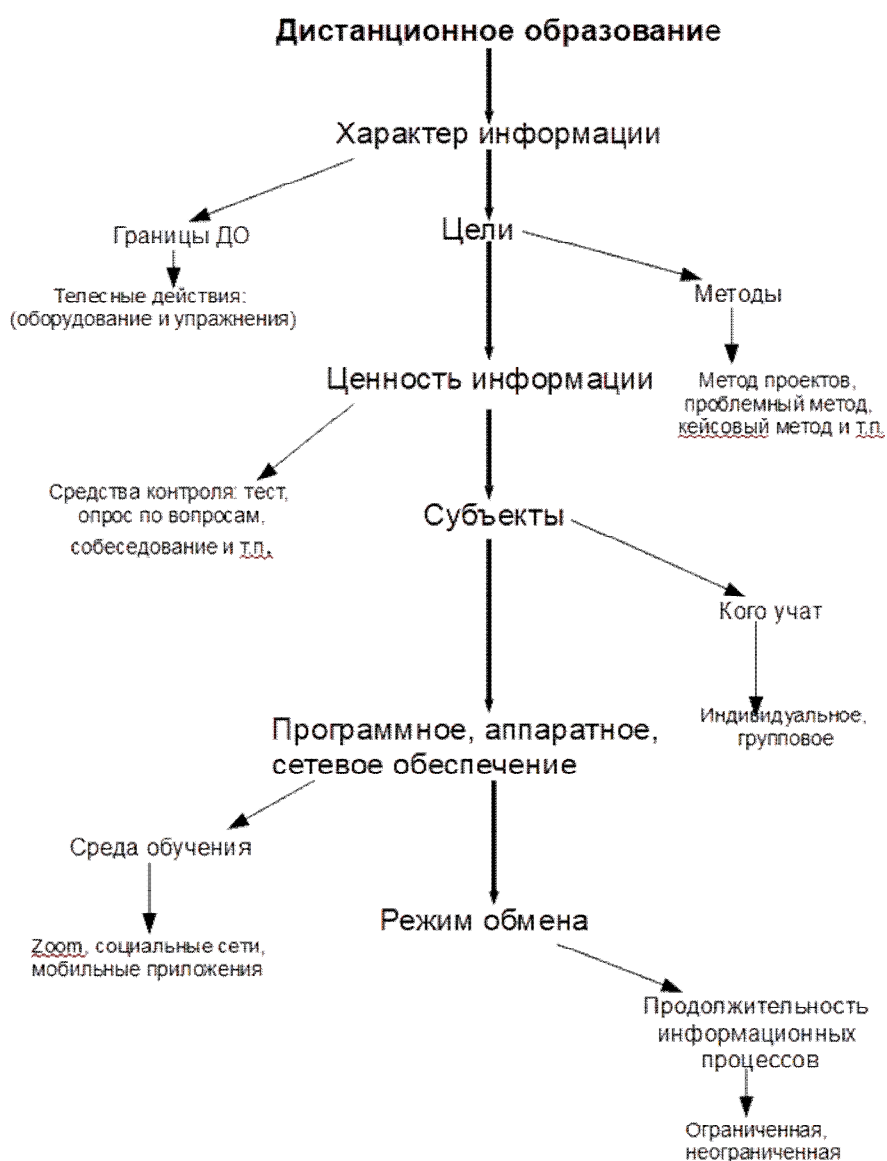 Дистанционное образование
Характер информации
Границы ДО
Цели
Телесные действия:
(оборудование и упражнения)
Методы
Ценность информации
Метод проектов,
проблемный метод,
кейсовый метод и т.п.
Средства контроля: тест,
опрос по вопросам,
собеседование и т.п.
Субъекты
Кого учат
Индивидуальное,
групповое
Программное, аппаратное,
сетевое обеспечение
Среда обучения
Режим обмена
Zoom, социальные сети,
мобильные приложения
Продолжительность
информационных
процессов
Ограниченная,
неограниченная